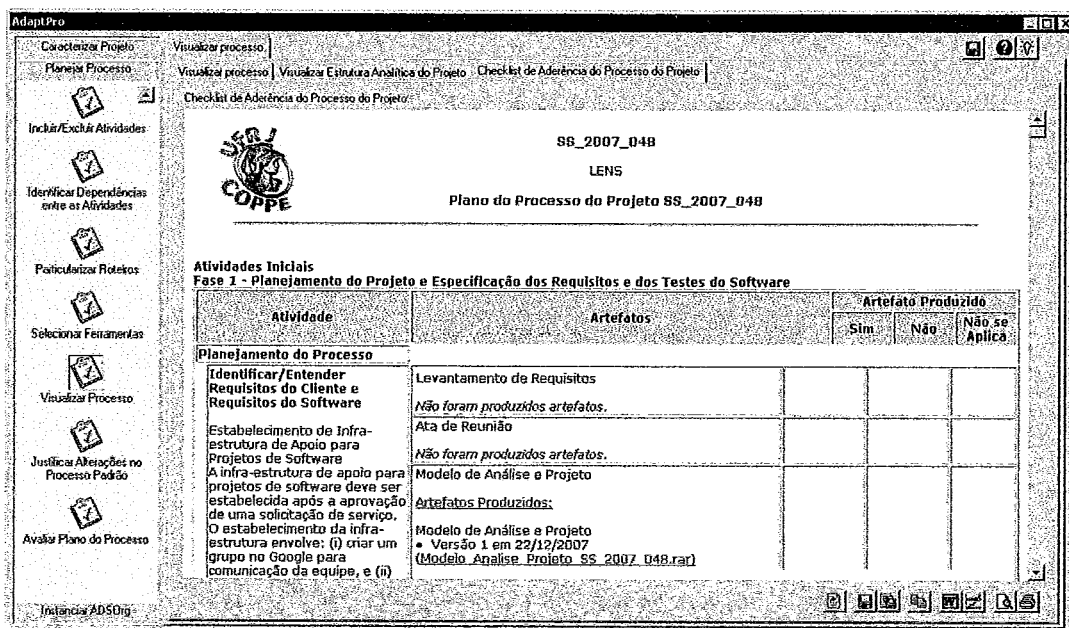 AdaptPro
Caracterizar Projeto
Planejar Processo
Incluir/Excluir Atividades
Identificar Dependências
entre as Atividades
Particularizar Roteiros
Selecionar Ferramentas
Visualizar Processo
Justificar Alterações no
Processo Padrão
Avaliar Plano do Processo
Instanciar ADSOrg
Visualizar processo
Visualizar processo Visualizar Estrutura Analítica do Projeto Checklist de Aderência do Processo do Projeto
Checklist de Aderência do Processo do Projeto
UFRJ
COPPE
SS_2007_048
LENS
Plano do Processo do Projeto SS_2007_048
Atividades Iniciais
Fase 1 - Planejamento do Projeto e Especificação dos Requisitos e dos Testes do Software
Atividade Artefatos Artefato Produzido
Sim Não Não se
Aplica
Planejamento do Processo
Identificar/Entender
Requisitos do Cliente e
Requisitos do Software
Estabelecimento de Infra-
estrutura de Apoio para
Projetos de Software
A infra-estrutura de apoio para
projetos de software deve ser
estabelecida após a aprovação
de uma solicitação de serviço.
O estabelecimento da infra-
estrutura envolve: (i) criar um
grupo no Google para
comunicação da equipe, e (ii)
Levantamento de Requisitos
Não foram produzidos artefatos.
Ata de Reunião
Não foram produzidos artefatos.
Modelo de Análise e Projeto
Artefatos Produzidos:
Modelo de Análise e Projeto
• Versão 1 em 22/12/2007
(Modelo_Analise_Projeto_SS_2007_048.rar)